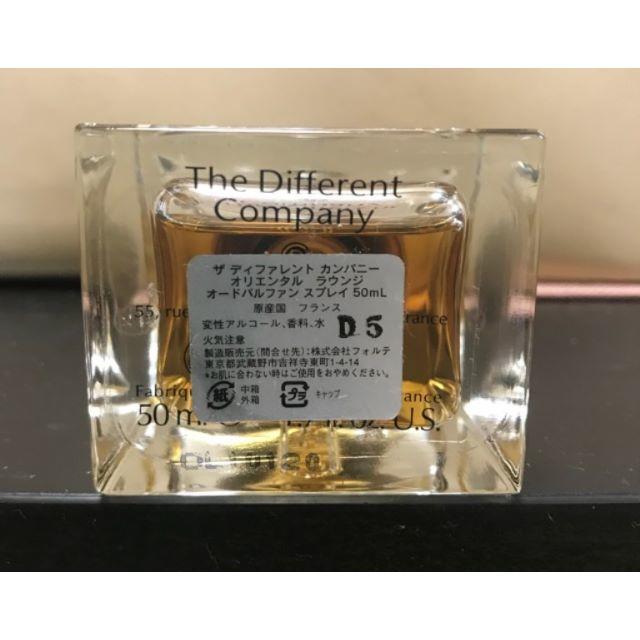 The Different
Company
ザ ディファレント カンパニー
オリエンタル ラウンジ
オードパルファン スプレイ 50mL
原産国 フランス
55, rue
変性アルコール、香料、水 D5
火気注意
製造販売元(問合せ先):株式会社フォルテ
東京都武蔵野市吉祥寺東町1-4-14
*お肌に合わない時はご使用をおやめください。
紙 中箱
外箱
プラ キャップ
50 U.S.